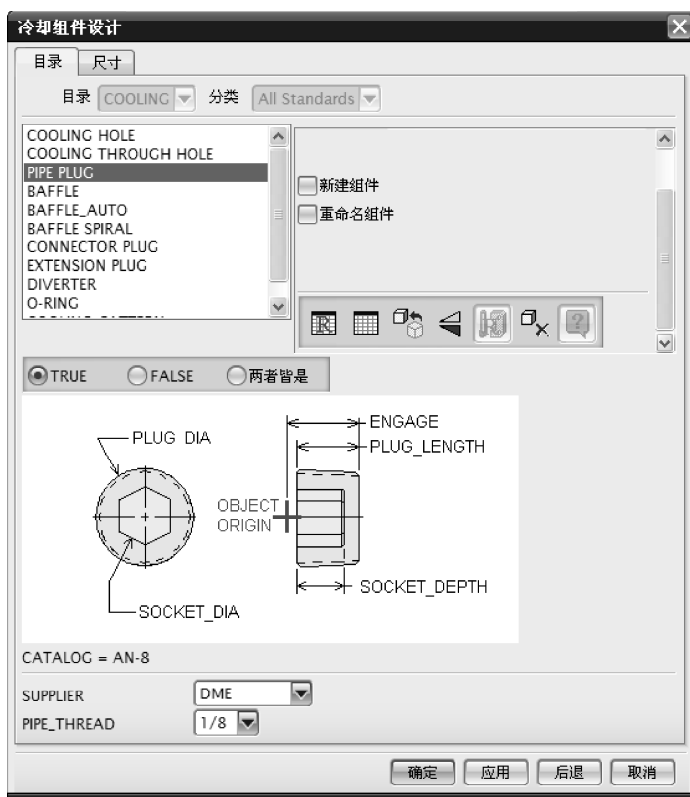 冷却组件设计
目录 尺寸
目录 COOLING 分类 All Standards
COOLING HOLE
COOLING THROUGH HOLE
PIPE PLUG
BAFFLE
BAFFLE_AUTO
BAFFLE SPIRAL
CONNECTOR PLUG
EXTENSION PLUG
DIVERTER
O-RING
新建组件
重命名组件
R
TRUE FALSE 两者皆是
PLUG DIA
ENGAGE
PLUG_LENGTH
OBJECT
ORIGIN
SOCKET_DEPTH
SOCKET_DIA
CATALOG = AN-8
SUPPLIER DME
PIPE_THREAD 1/8
确定 应用 后退 取消